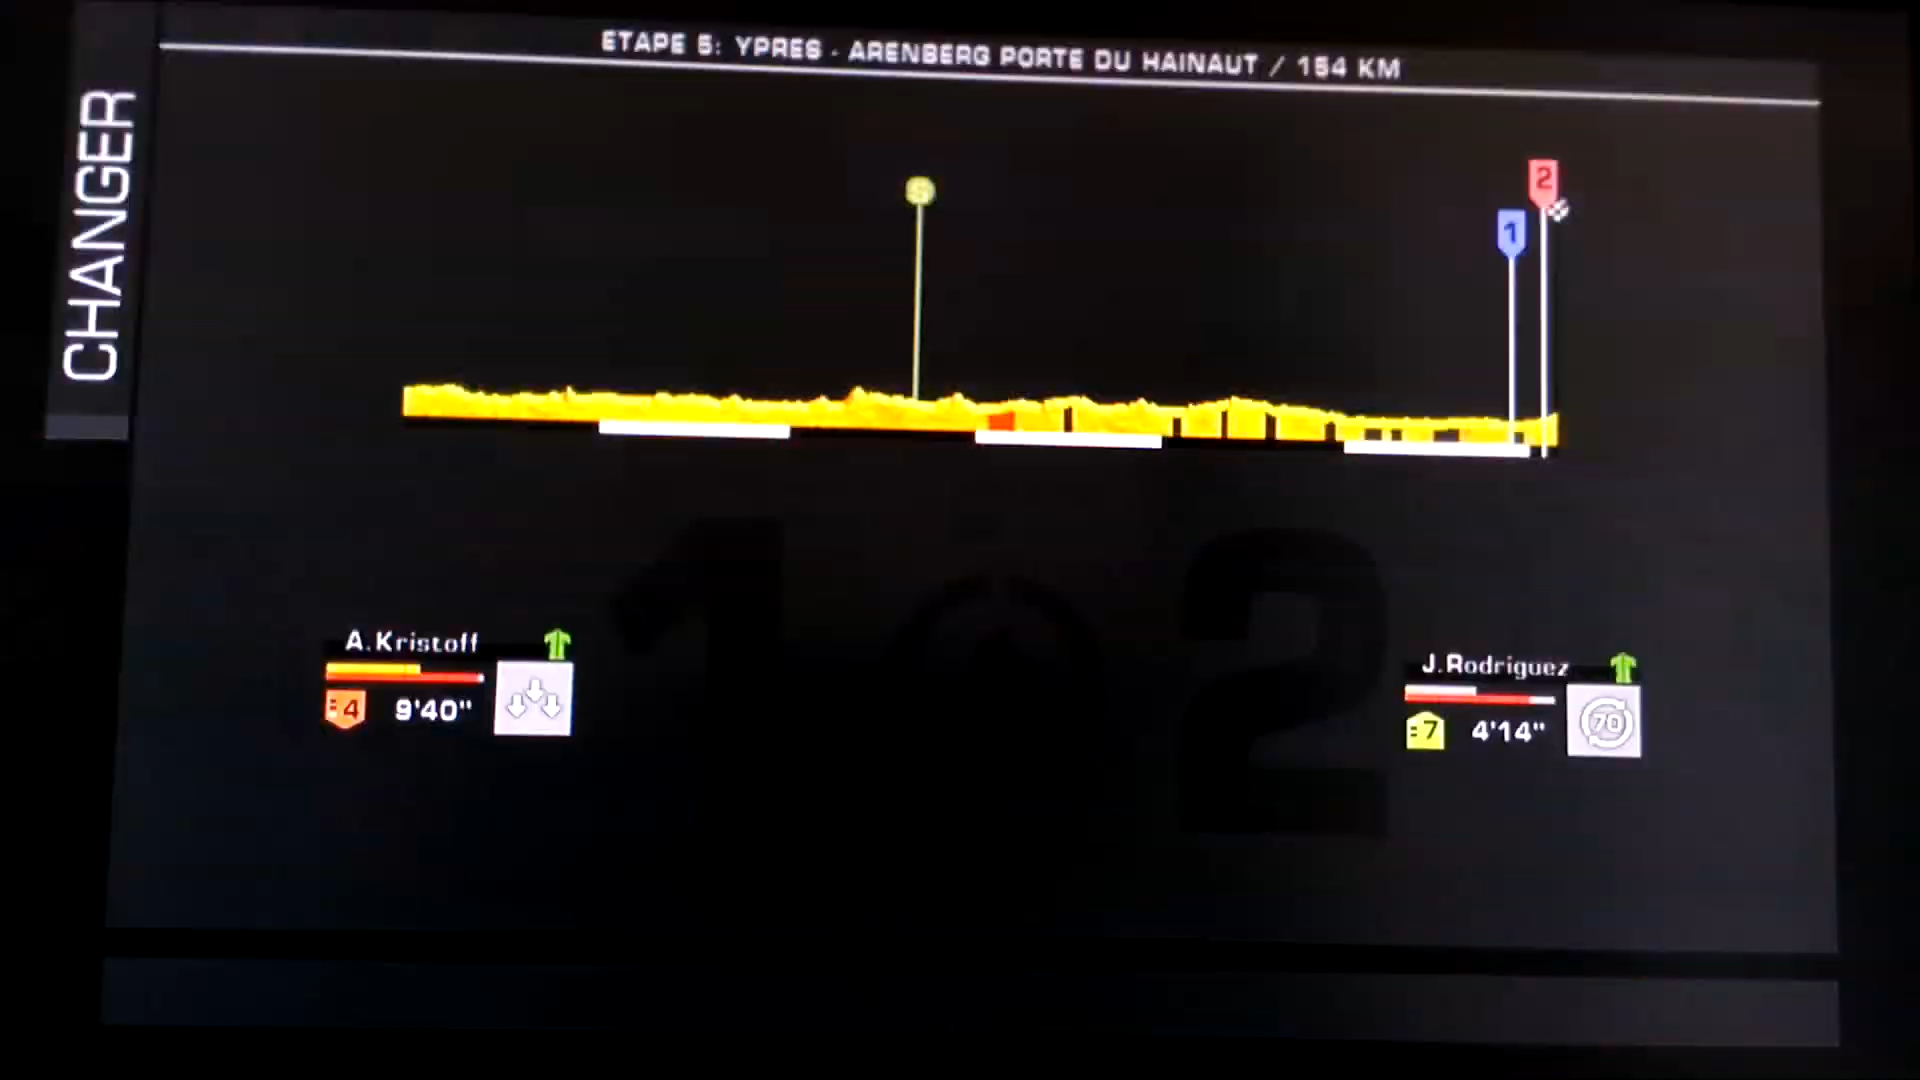 ETAPE 5: YPRES - ARENBERG PORTE DU HAINAUT / 154 KM
CHANGER
S
2
1
1 2
A.Kristoff
4 9'40"
J.Rodriguez
7 4'14" 70